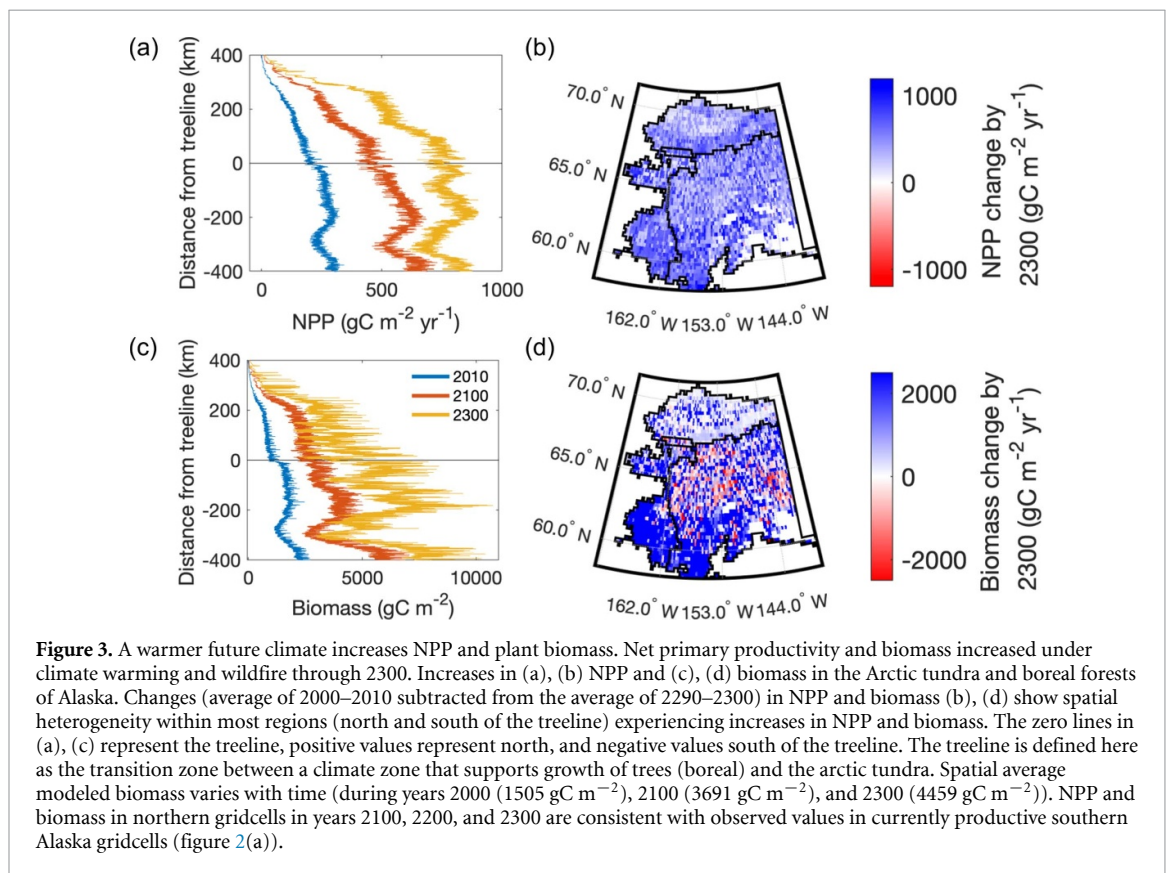 (a)
400
200
0
-200
-400
Distance from treeline (km)
0
500
1000
NPP (gC m⁻² yr⁻¹)
(b)
70.0° N
65.0° N
60.0° N
162.0° W 153.0° W 144.0° W
1000
0
-1000
NPP change by
2300 (gC m⁻² yr⁻¹)
(c)
400
200
0
-200
-400
Distance from treeline (km)
2010
2100
2300
0
5000
10000
Biomass (gC m⁻²)
(d)
70.0° N
65.0° N
60.0° N
162.0° W 153.0° W 144.0° W
2000
0
-2000
Biomass change by
2300 (gC m⁻² yr⁻¹)
Figure 3. A warmer future climate increases NPP and plant biomass. Net primary productivity and biomass increased under
climate warming and wildfire through 2300. Increases in (a), (b) NPP and (c), (d) biomass in the Arctic tundra and boreal forests
of Alaska. Changes (average of 2000–2010 subtracted from the average of 2290–2300) in NPP and biomass (b), (d) show spatial
heterogeneity within most regions (north and south of the treeline) experiencing increases in NPP and biomass. The zero lines in
(a), (c) represent the treeline, positive values represent north, and negative values south of the treeline. The treeline is defined here
as the transition zone between a climate zone that supports growth of trees (boreal) and the arctic tundra. Spatial average
modeled biomass varies with time (during years 2000 (1505 gC m⁻²), 2100 (3691 gC m⁻²), and 2300 (4459 gC m⁻²)). NPP and
biomass in northern gridcells in years 2100, 2200, and 2300 are consistent with observed values in currently productive southern
Alaska gridcells (figure 2(a)).